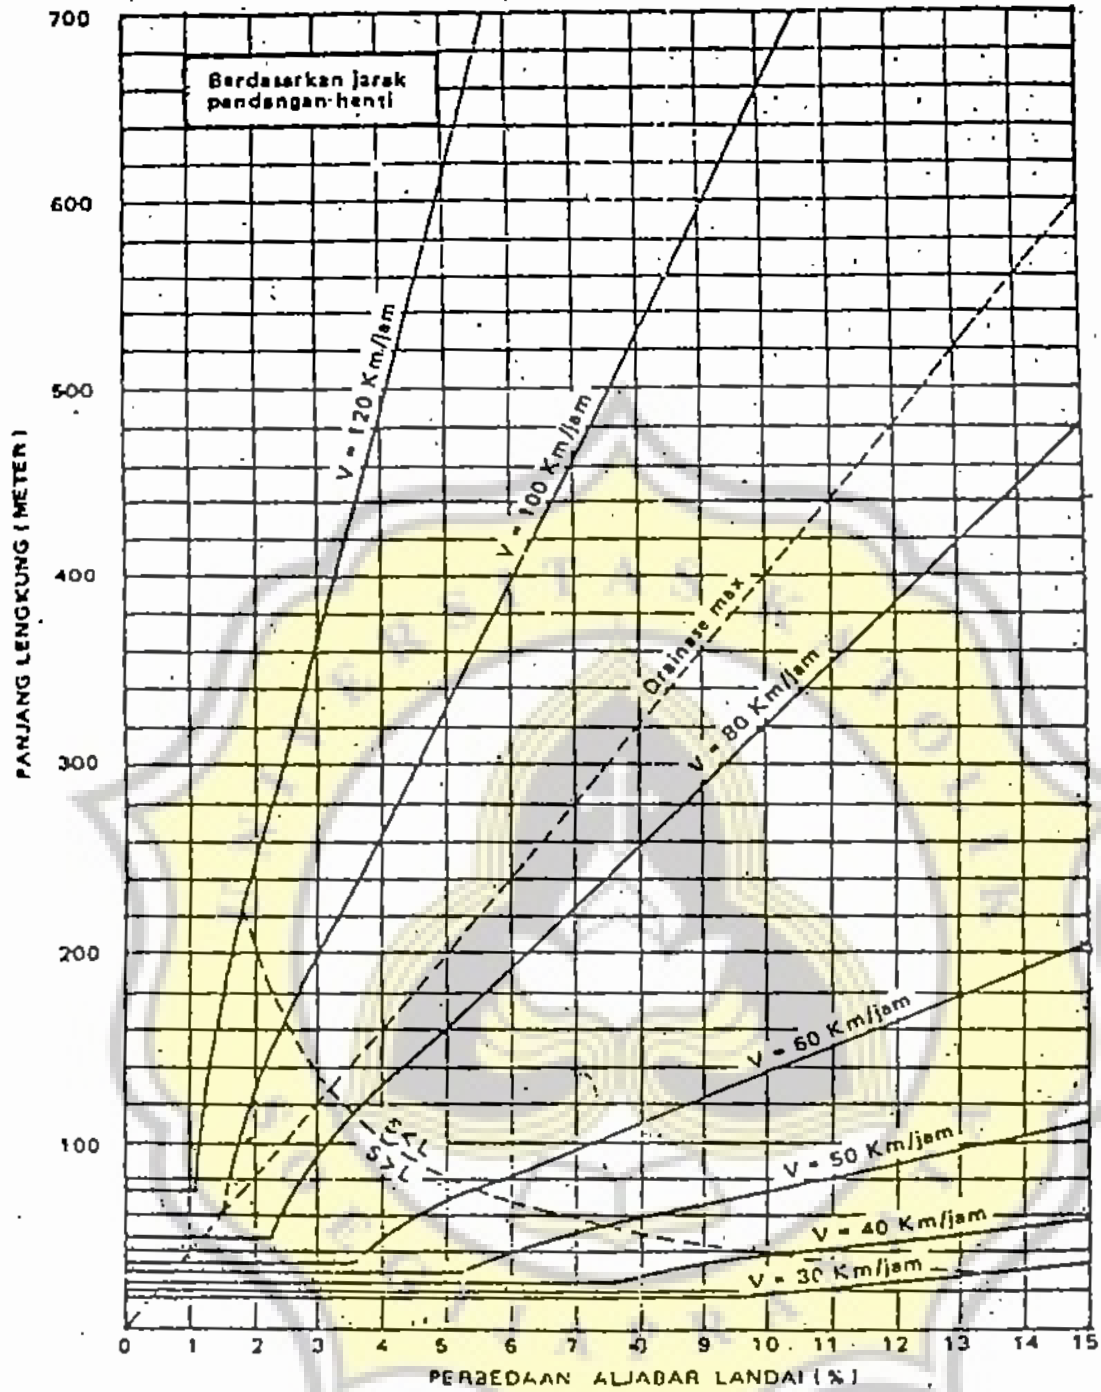 700
Berdasarkan jarak
pandangan-henti
600
V = 120 Km/jam
500
V = 100 Km/jam
PANJANG LENGKUNG (METER)
400
Drainase max
V = 80 Km/jam
300
200
V = 60 Km/jam
100
S<L
S>L
V = 50 Km/jam
V = 40 Km/jam
V = 30 Km/jam
0 1 2 3 4 5 6 7 8 9 10 11 12 13 14 15
PERBEDAAN ALJABAR LANDAI (%)